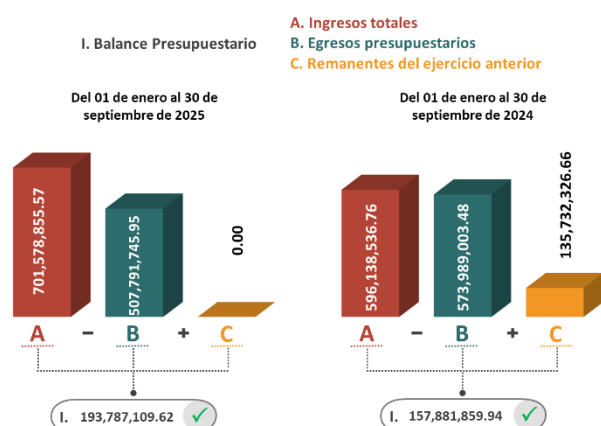 I. Balance Presupuestario
A. Ingresos totales
B. Egresos presupuestarios
C. Remanentes del ejercicio anterior
Del 01 de enero al 30 de
septiembre de 2025
701,578,855.57
507,791,745.95
0.00
A – B + C
I. 193,787,109.62
Del 01 de enero al 30 de
septiembre de 2024
596,138,536.76
573,989,003.48
135,732,326.66
A – B + C
I. 157,881,859.94